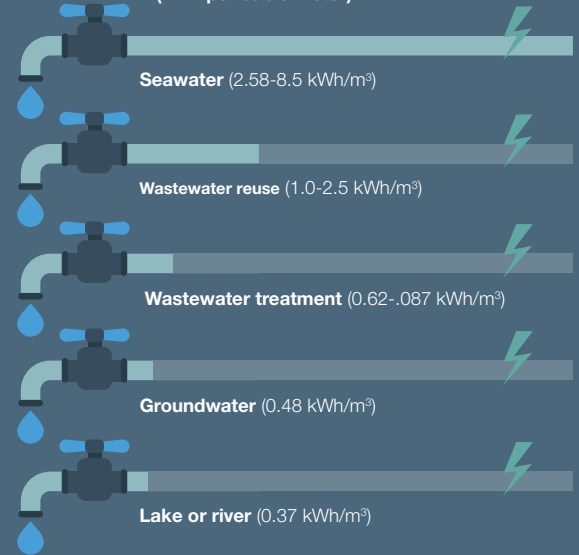 Seawater (2.58-8.5 kWh/m³)
Wastewater reuse (1.0-2.5 kWh/m³)
Wastewater treatment (0.62-.087 kWh/m³)
Groundwater (0.48 kWh/m³)
Lake or river (0.37 kWh/m³)